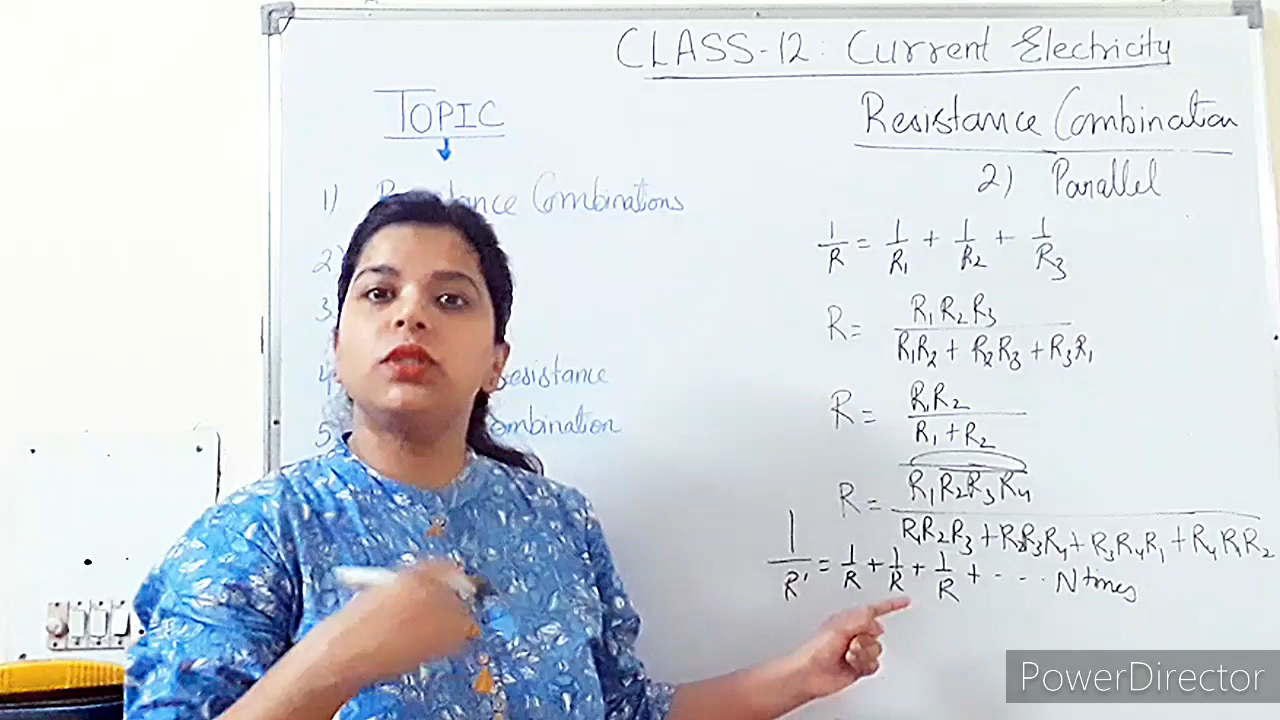 CLASS-12: Current Electricity
TOPIC
1) Combinations
2)
3.
4
5. ombination
Resistance Combination
2) Parallel
1/R = 1/R₁ + 1/R₂ + 1/R₃
R = R₁R₂R₃ / R₁R₂ + R₂R₃ + R₃R₁
R = R₁R₂ / R₁ + R₂
R = R₁R₂R₃R₄ / R₁R₂R₃ + R₂R₃R₄ + R₃R₄R₁ + R₄R₁R₂
1/R' = 1/R + 1/R + 1/R + - - - . N times
PowerDirector